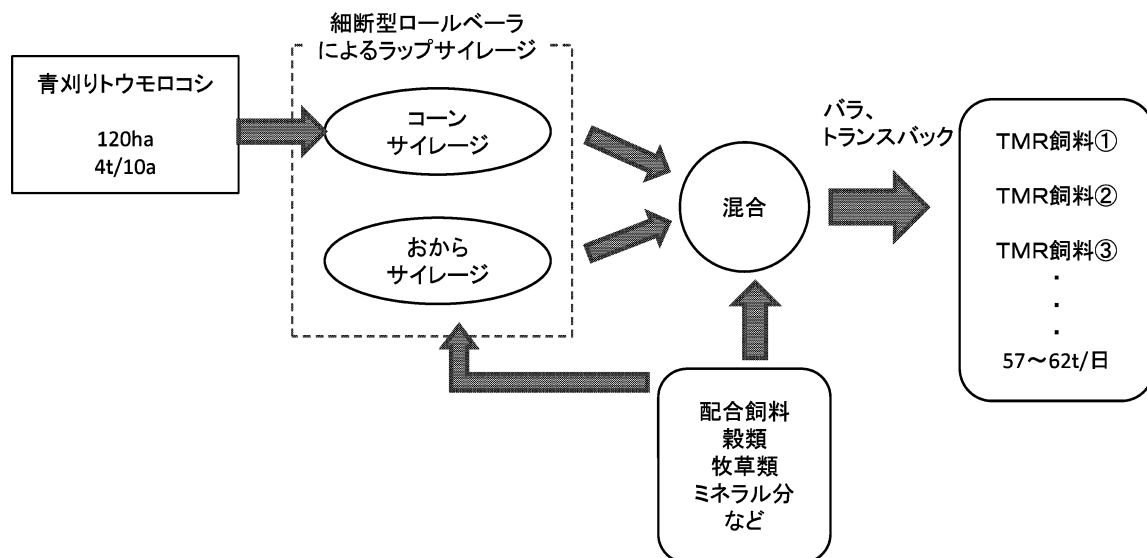 細断型ロールベーラ
によるラップサイレージ
青刈りトウモロコシ
120ha
4t/10a
コーン
サイレージ
おから
サイレージ
混合
バラ、
トランスバック
TMR飼料①
TMR飼料②
TMR飼料③
・
・
・
57～62t/日
配合飼料
穀類
牧草類
ミネラル分
など